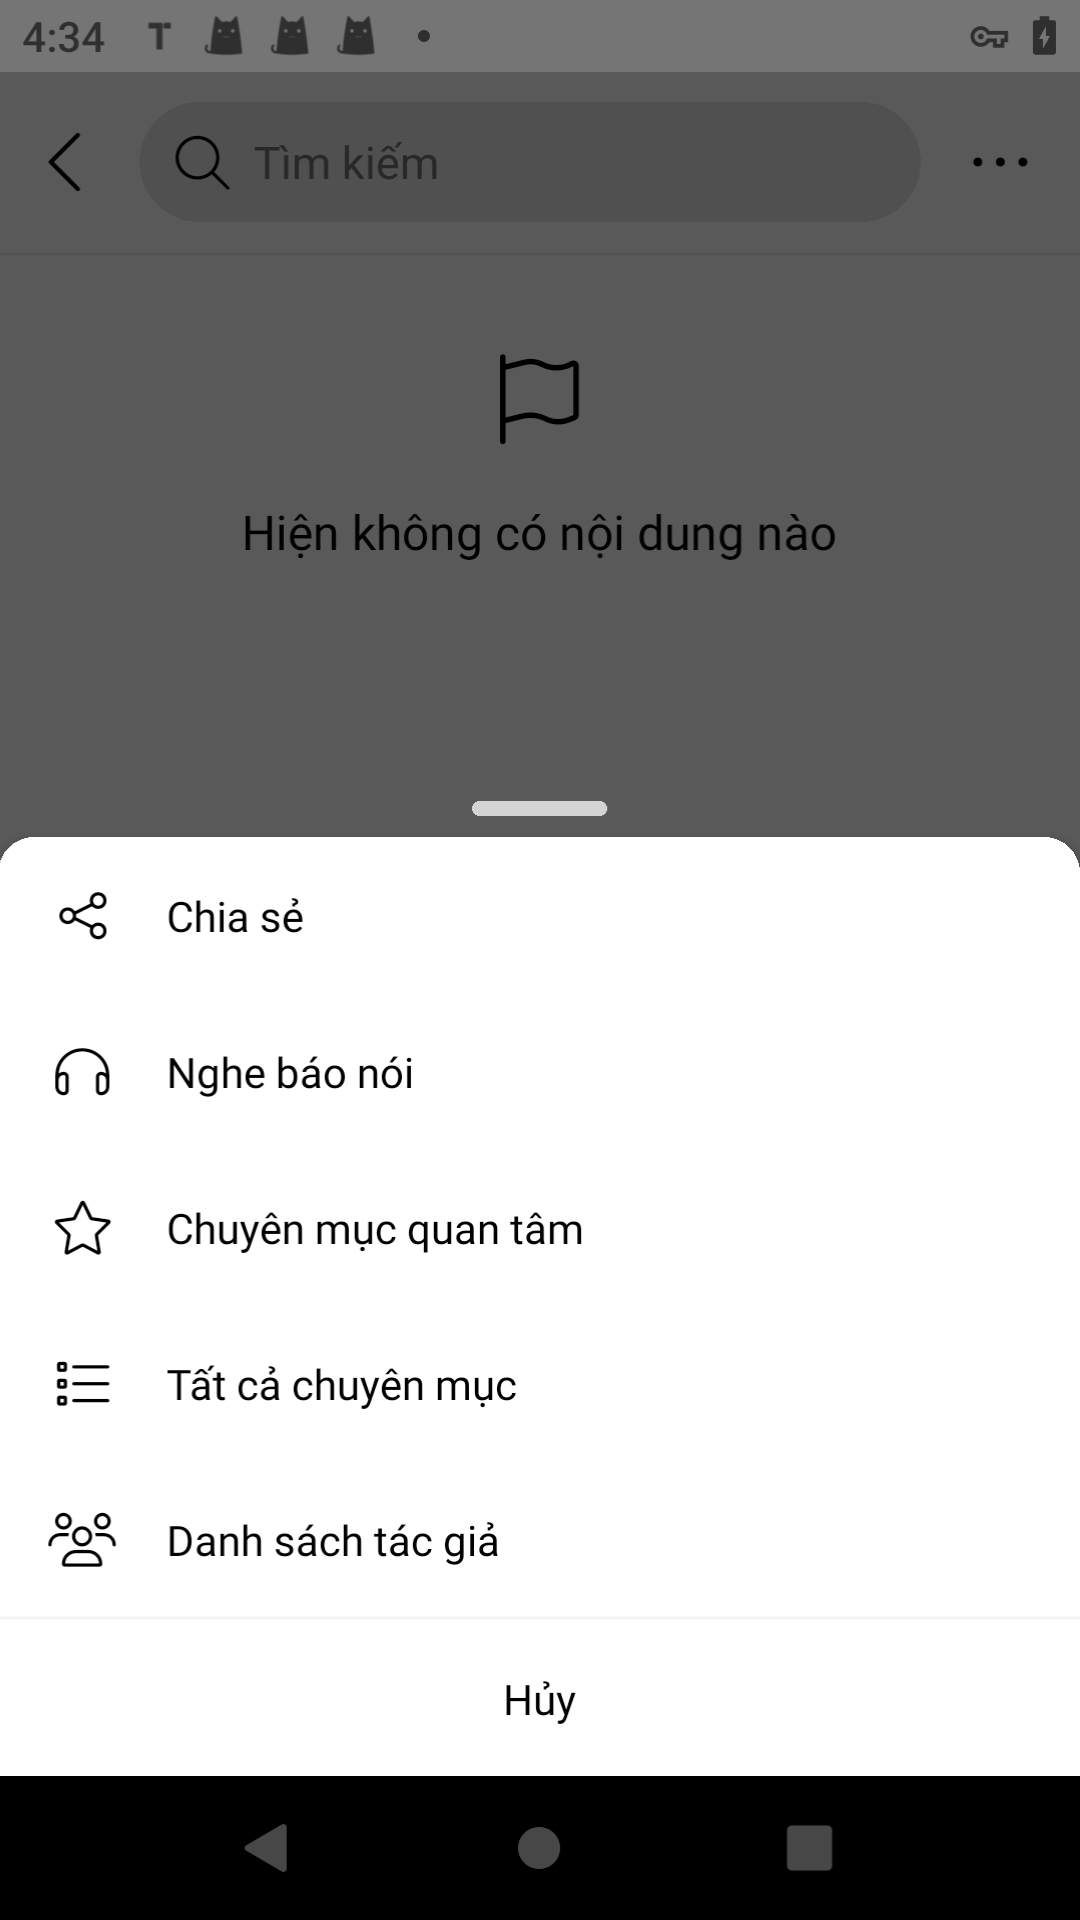 4:34
Tìm kiếm
Hiện không có nội dung nào
Chia sẻ
Nghe báo nói
Chuyên mục quan tâm
Tất cả chuyên mục
Danh sách tác giả
Hủy